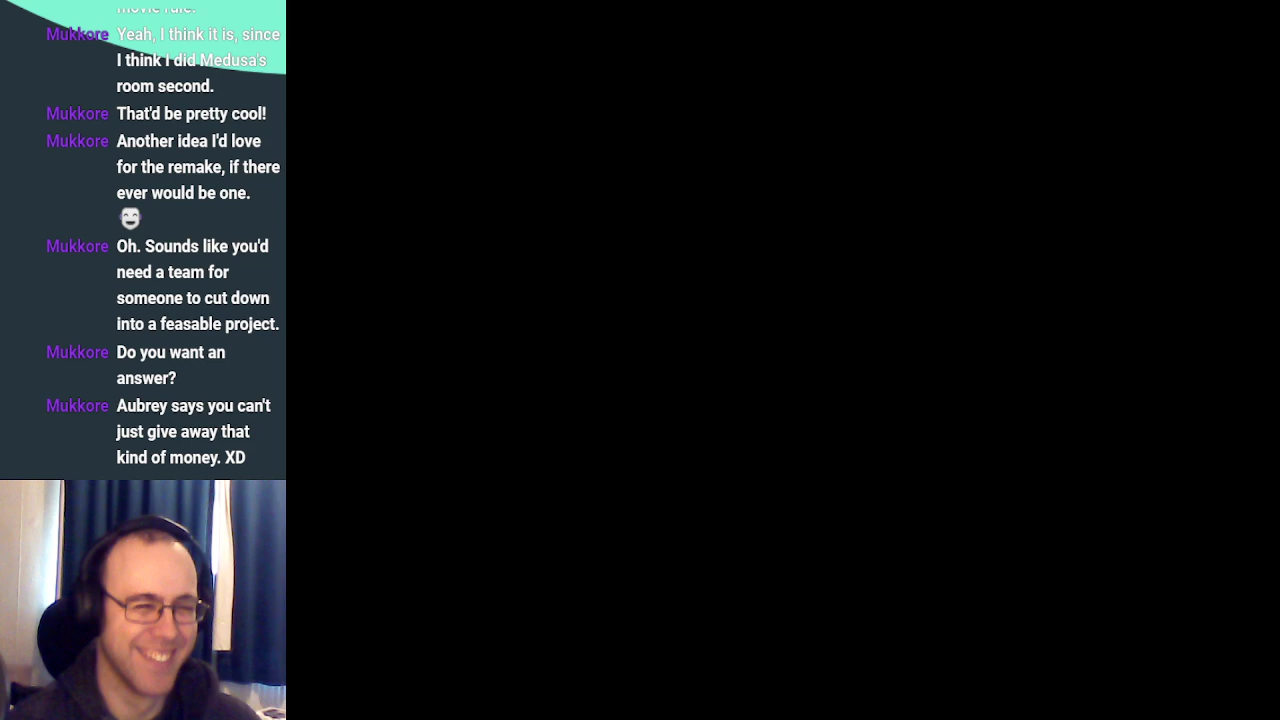 movie rule.
Mukkore Yeah, I think it is, since
I think I did Medusa's
room second.
Mukkore That'd be pretty cool!
Mukkore Another idea I'd love
for the remake, if there
ever would be one.
Mukkore Oh. Sounds like you'd
need a team for
someone to cut down
into a feasable project.
Mukkore Do you want an
answer?
Mukkore Aubrey says you can't
just give away that
kind of money. XD